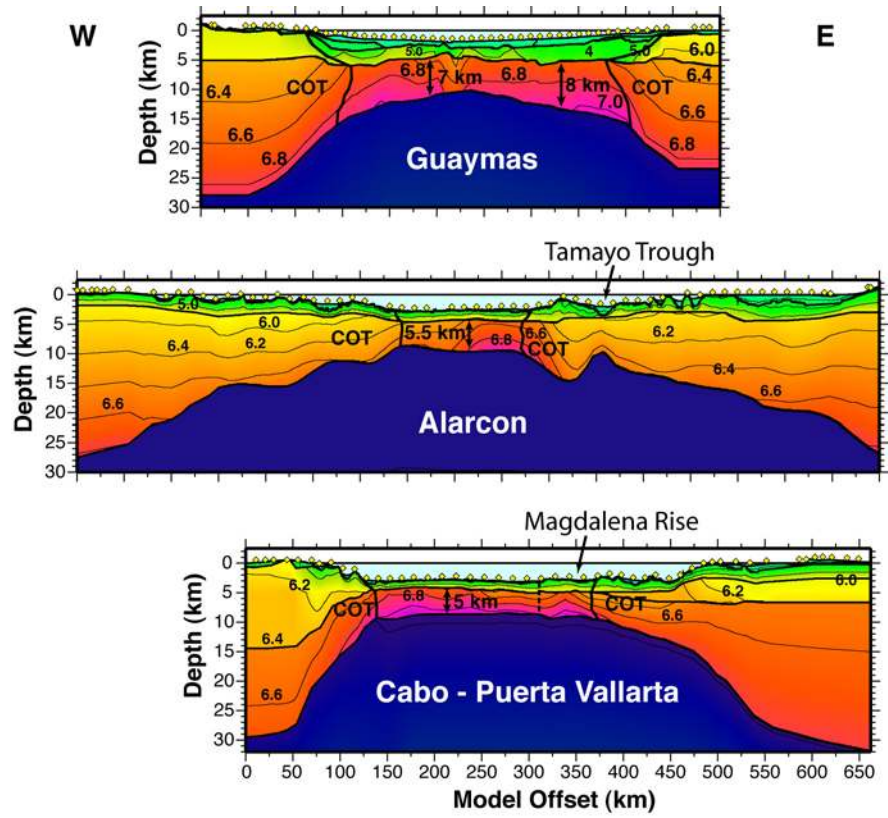 W
E
Depth (km)
0
5
10
15
20
25
30
5.0
4
5.0
6.0
6.4
COT
6.8
7 km
6.8
8 km
7.0
COT
6.4
6.6
6.6
6.8
6.8
Guaymas
Tamayo Trough
Depth (km)
0
5
10
15
20
25
30
5.0
6.0
6.4
6.2
COT
5.5 km
6.8
6.6
COT
6.2
6.4
6.6
6.6
Alarcon
Magdalena Rise
Depth (km)
0
5
10
15
20
25
30
6.2
COT
6.8
5 km
COT
6.2
6.0
6.6
6.4
6.6
Cabo - Puerta Vallarta
0 50 100 150 200 250 300 350 400 450 500 550 600 650
Model Offset (km)